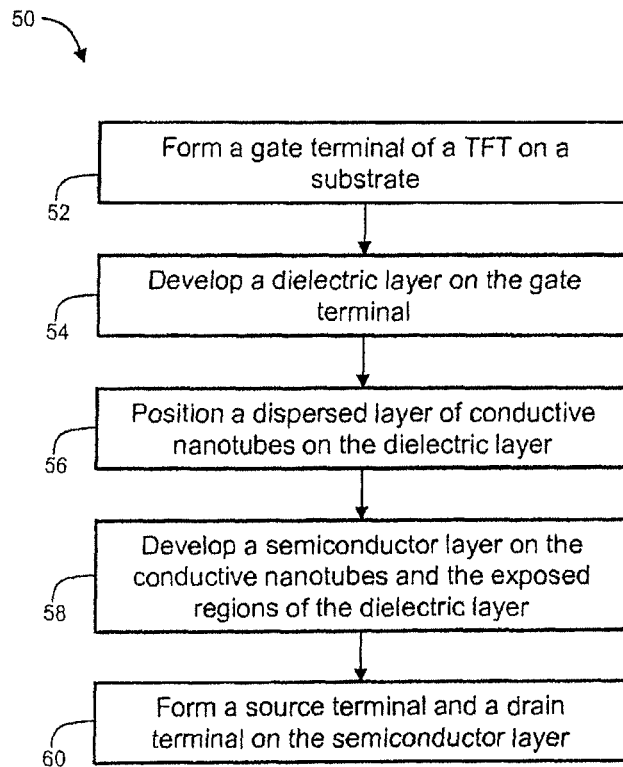 50
Form a gate terminal of a TFT on a
substrate
52
Develop a dielectric layer on the gate
terminal
54
Position a dispersed layer of conductive
nanotubes on the dielectric layer
56
Develop a semiconductor layer on the
conductive nanotubes and the exposed
regions of the dielectric layer
58
Form a source terminal and a drain
terminal on the semiconductor layer
60